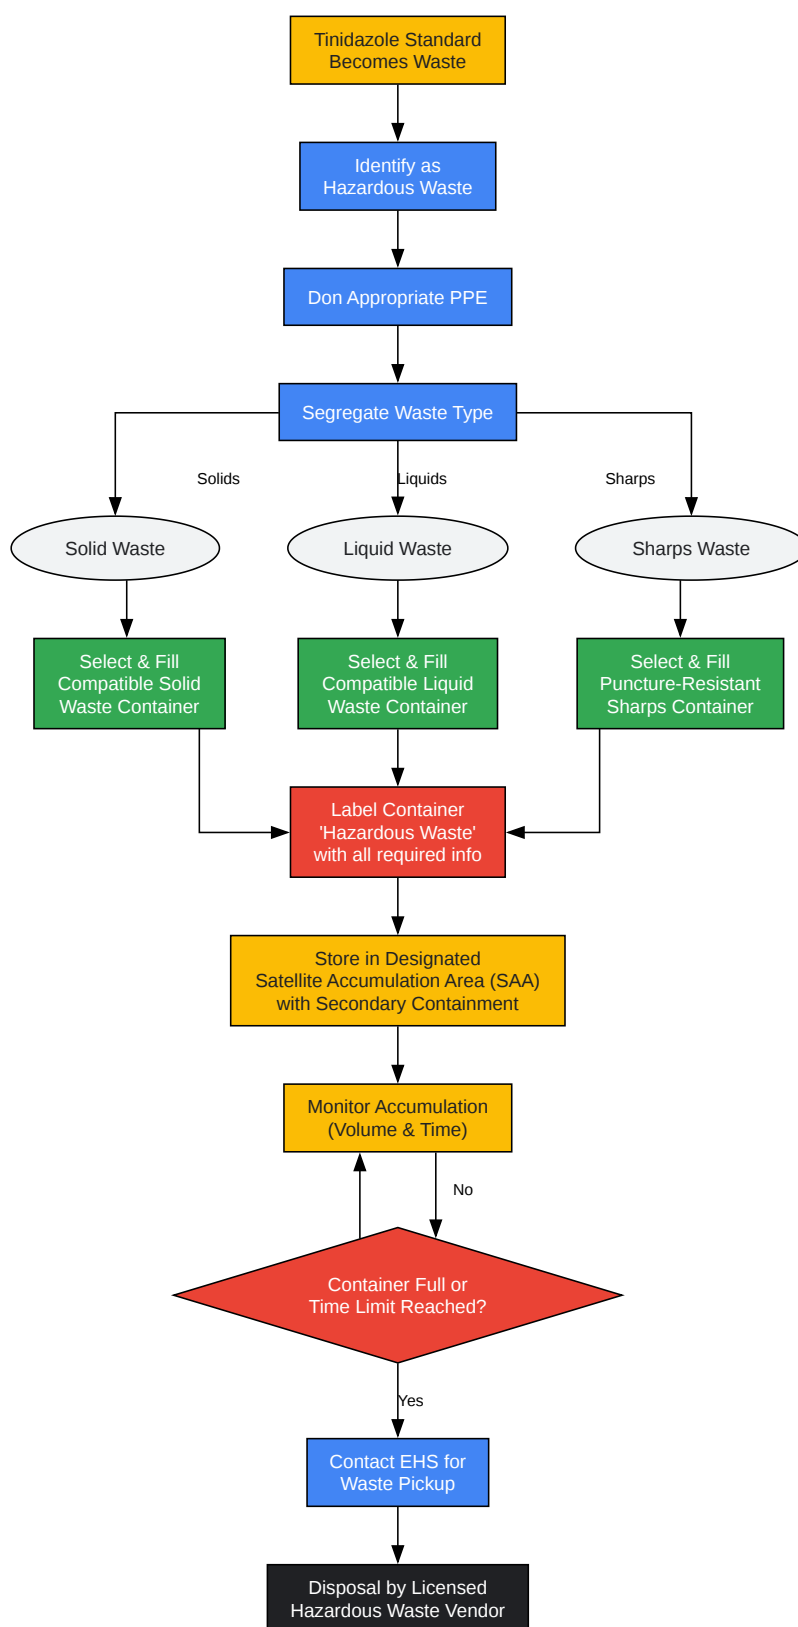 Tinidazole Standard
Becomes Waste
Identify as
Hazardous Waste
Don Appropriate PPE
Segregate Waste Type
Solids
Liquids
Sharps
Solid Waste
Liquid Waste
Sharps Waste
Select & Fill
Compatible Solid
Waste Container
Select & Fill
Compatible Liquid
Waste Container
Select & Fill
Puncture-Resistant
Sharps Container
Label Container
'Hazardous Waste'
with all required info
Store in Designated
Satellite Accumulation Area (SAA)
with Secondary Containment
Monitor Accumulation
(Volume & Time)
No
Container Full or
Time Limit Reached?
Yes
Contact EHS for
Waste Pickup
Disposal by Licensed
Hazardous Waste Vendor